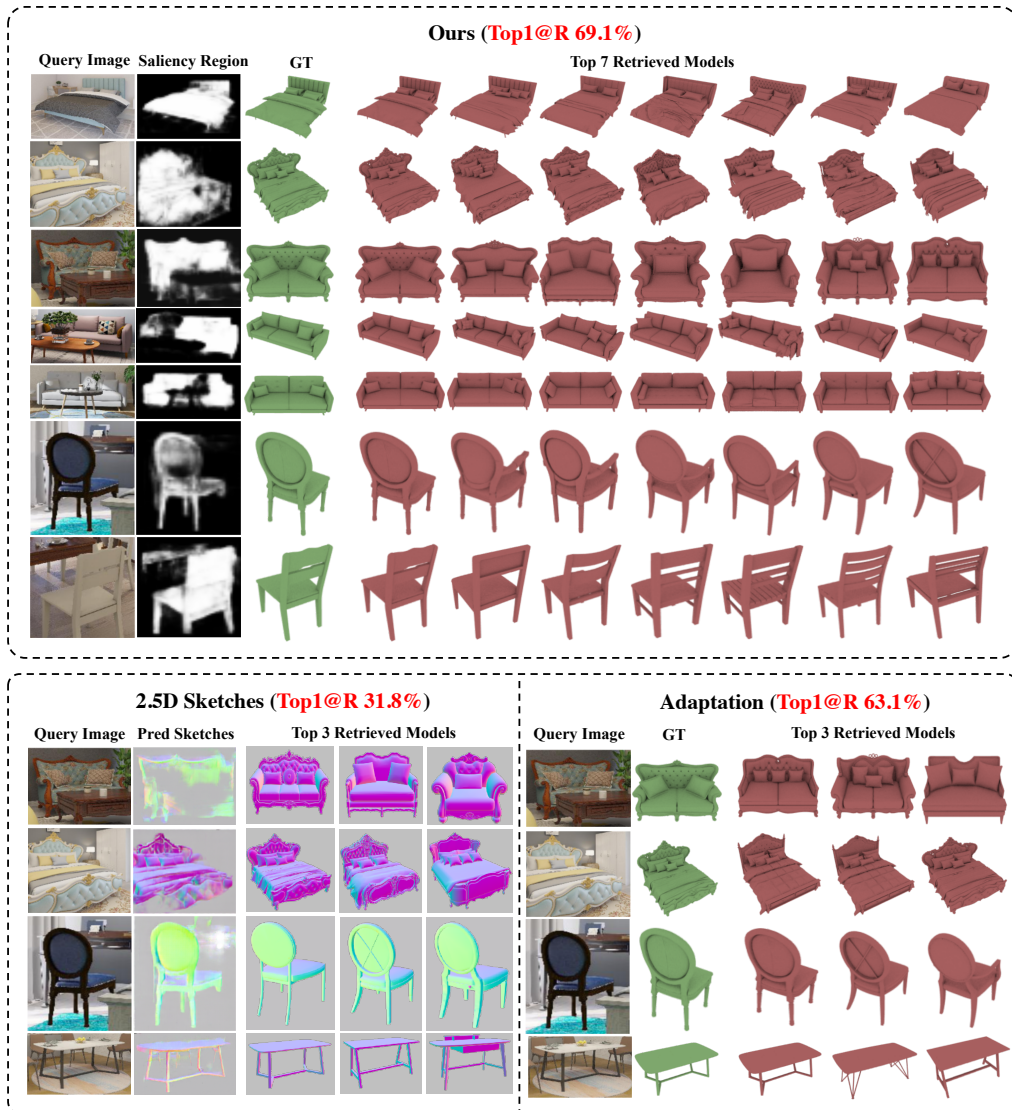 Ours (Top1@R 69.1%)
Query Image Saliency Region GT Top 7 Retrieved Models
2.5D Sketches (Top1@R 31.8%)
Query Image Pred Sketches Top 3 Retrieved Models
Adaptation (Top1@R 63.1%)
Query Image GT Top 3 Retrieved Models